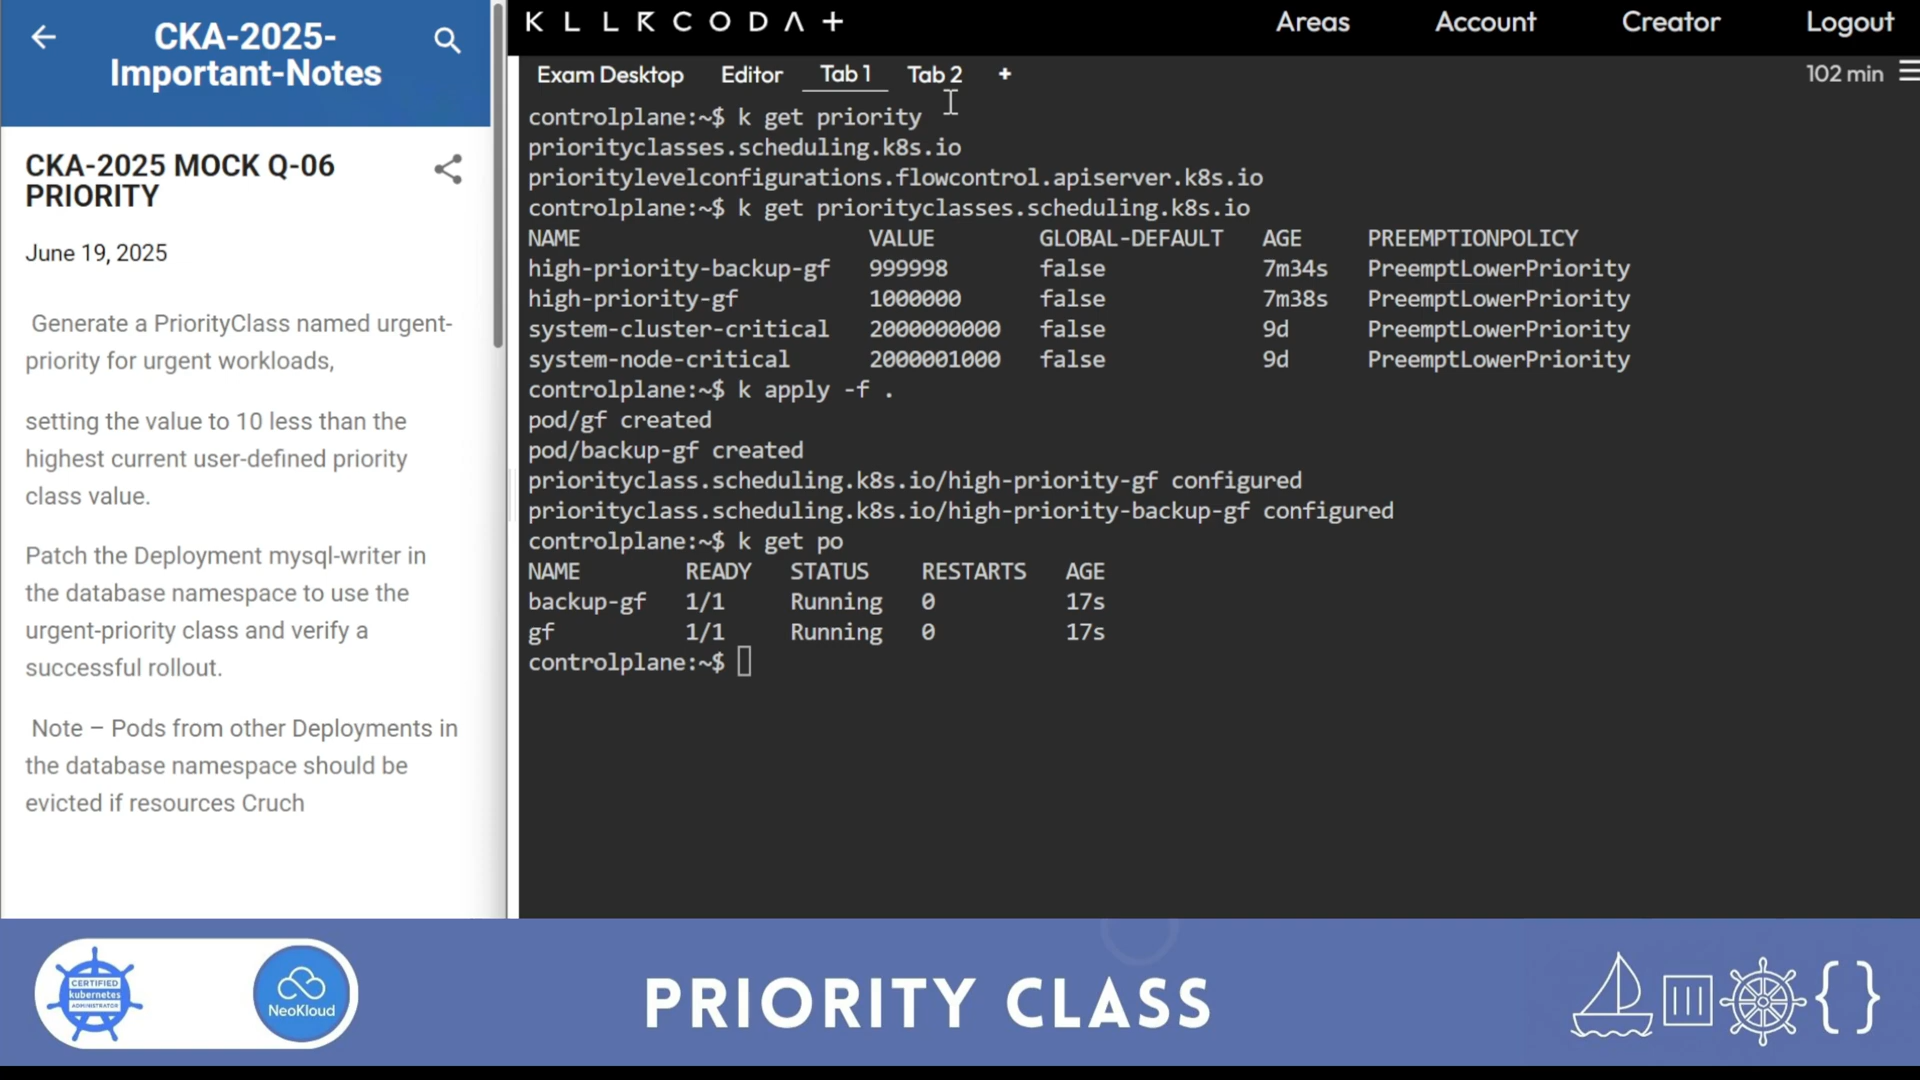 CKA-2025-
Important-Notes
CKA-2025 MOCK Q-06
PRIORITY
June 19, 2025
Generate a PriorityClass named urgent-
priority for urgent workloads,
setting the value to 10 less than the
highest current user-defined priority
class value.
Patch the Deployment mysql-writer in
the database namespace to use the
urgent-priority class and verify a
successful rollout.
Note – Pods from other Deployments in
the database namespace should be
evicted if resources Cruch
KLLRCODA+
Areas Account Creator Logout
Exam Desktop Editor Tab 1 Tab 2 + 102 min
controlplane:~$ k get priority
priorityclasses.scheduling.k8s.io
prioritylevelconfigurations.flowcontrol.apiserver.k8s.io
controlplane:~$ k get priorityclasses.scheduling.k8s.io
NAME VALUE GLOBAL-DEFAULT AGE PREEMPTIONPOLICY
high-priority-backup-gf 999998 false 7m34s PreemptLowerPriority
high-priority-gf 1000000 false 7m38s PreemptLowerPriority
system-cluster-critical 2000000000 false 9d PreemptLowerPriority
system-node-critical 2000001000 false 9d PreemptLowerPriority
controlplane:~$ k apply -f .
pod/gf created
pod/backup-gf created
priorityclass.scheduling.k8s.io/high-priority-gf configured
priorityclass.scheduling.k8s.io/high-priority-backup-gf configured
controlplane:~$ k get po
NAME READY STATUS RESTARTS AGE
backup-gf 1/1 Running 0 17s
gf 1/1 Running 0 17s
controlplane:~$
CERTIFIED
kubernetes
ADMINISTRATOR
NeoKloud
PRIORITY CLASS